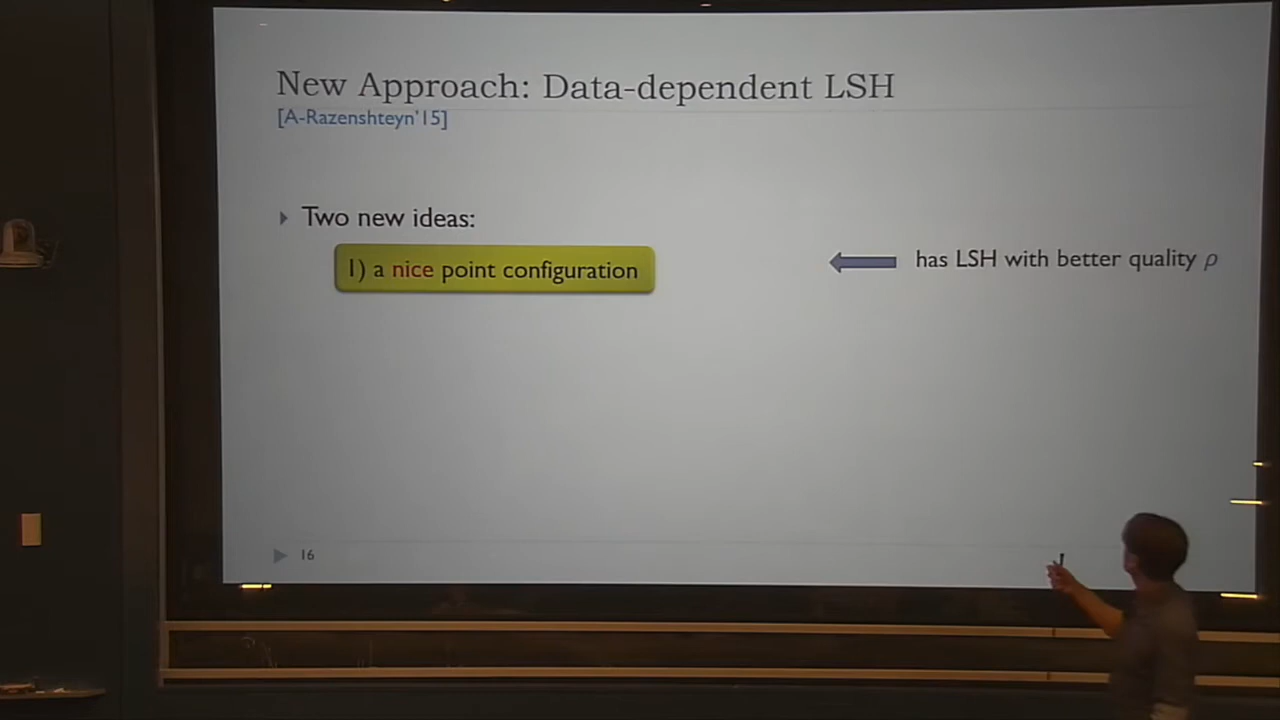 New Approach: Data-dependent LSH
[A-Razenshteyn'15]
Two new ideas:
1) a nice point configuration
has LSH with better quality ρ
16